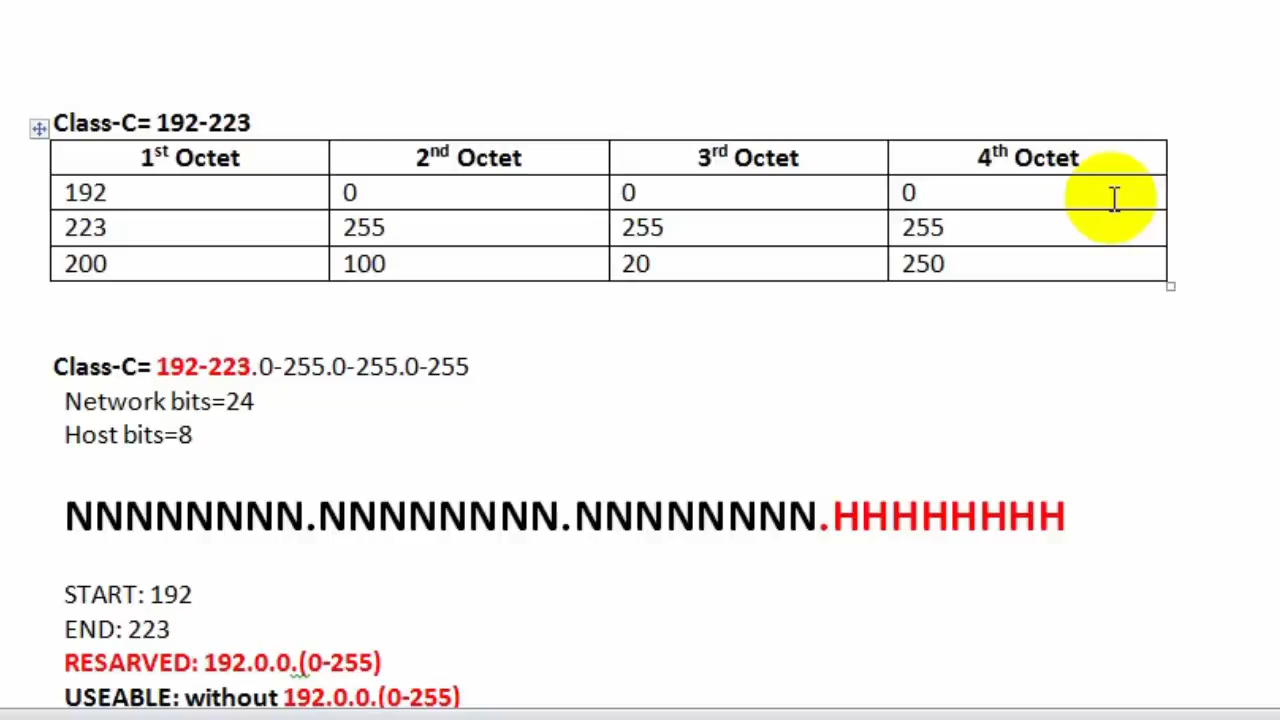 Class-C= 192-223
1st Octet 2nd Octet 3rd Octet 4th Octet
192 0 0 0
223 255 255 255
200 100 20 250
Class-C= 192-223.0-255.0-255.0-255
Network bits=24
Host bits=8
NNNNNNNN.NNNNNNNN.NNNNNNNN.HHHHHHHH
START: 192
END: 223
RESARVED: 192.0.0.(0-255)
USEABLE: without 192.0.0.(0-255)